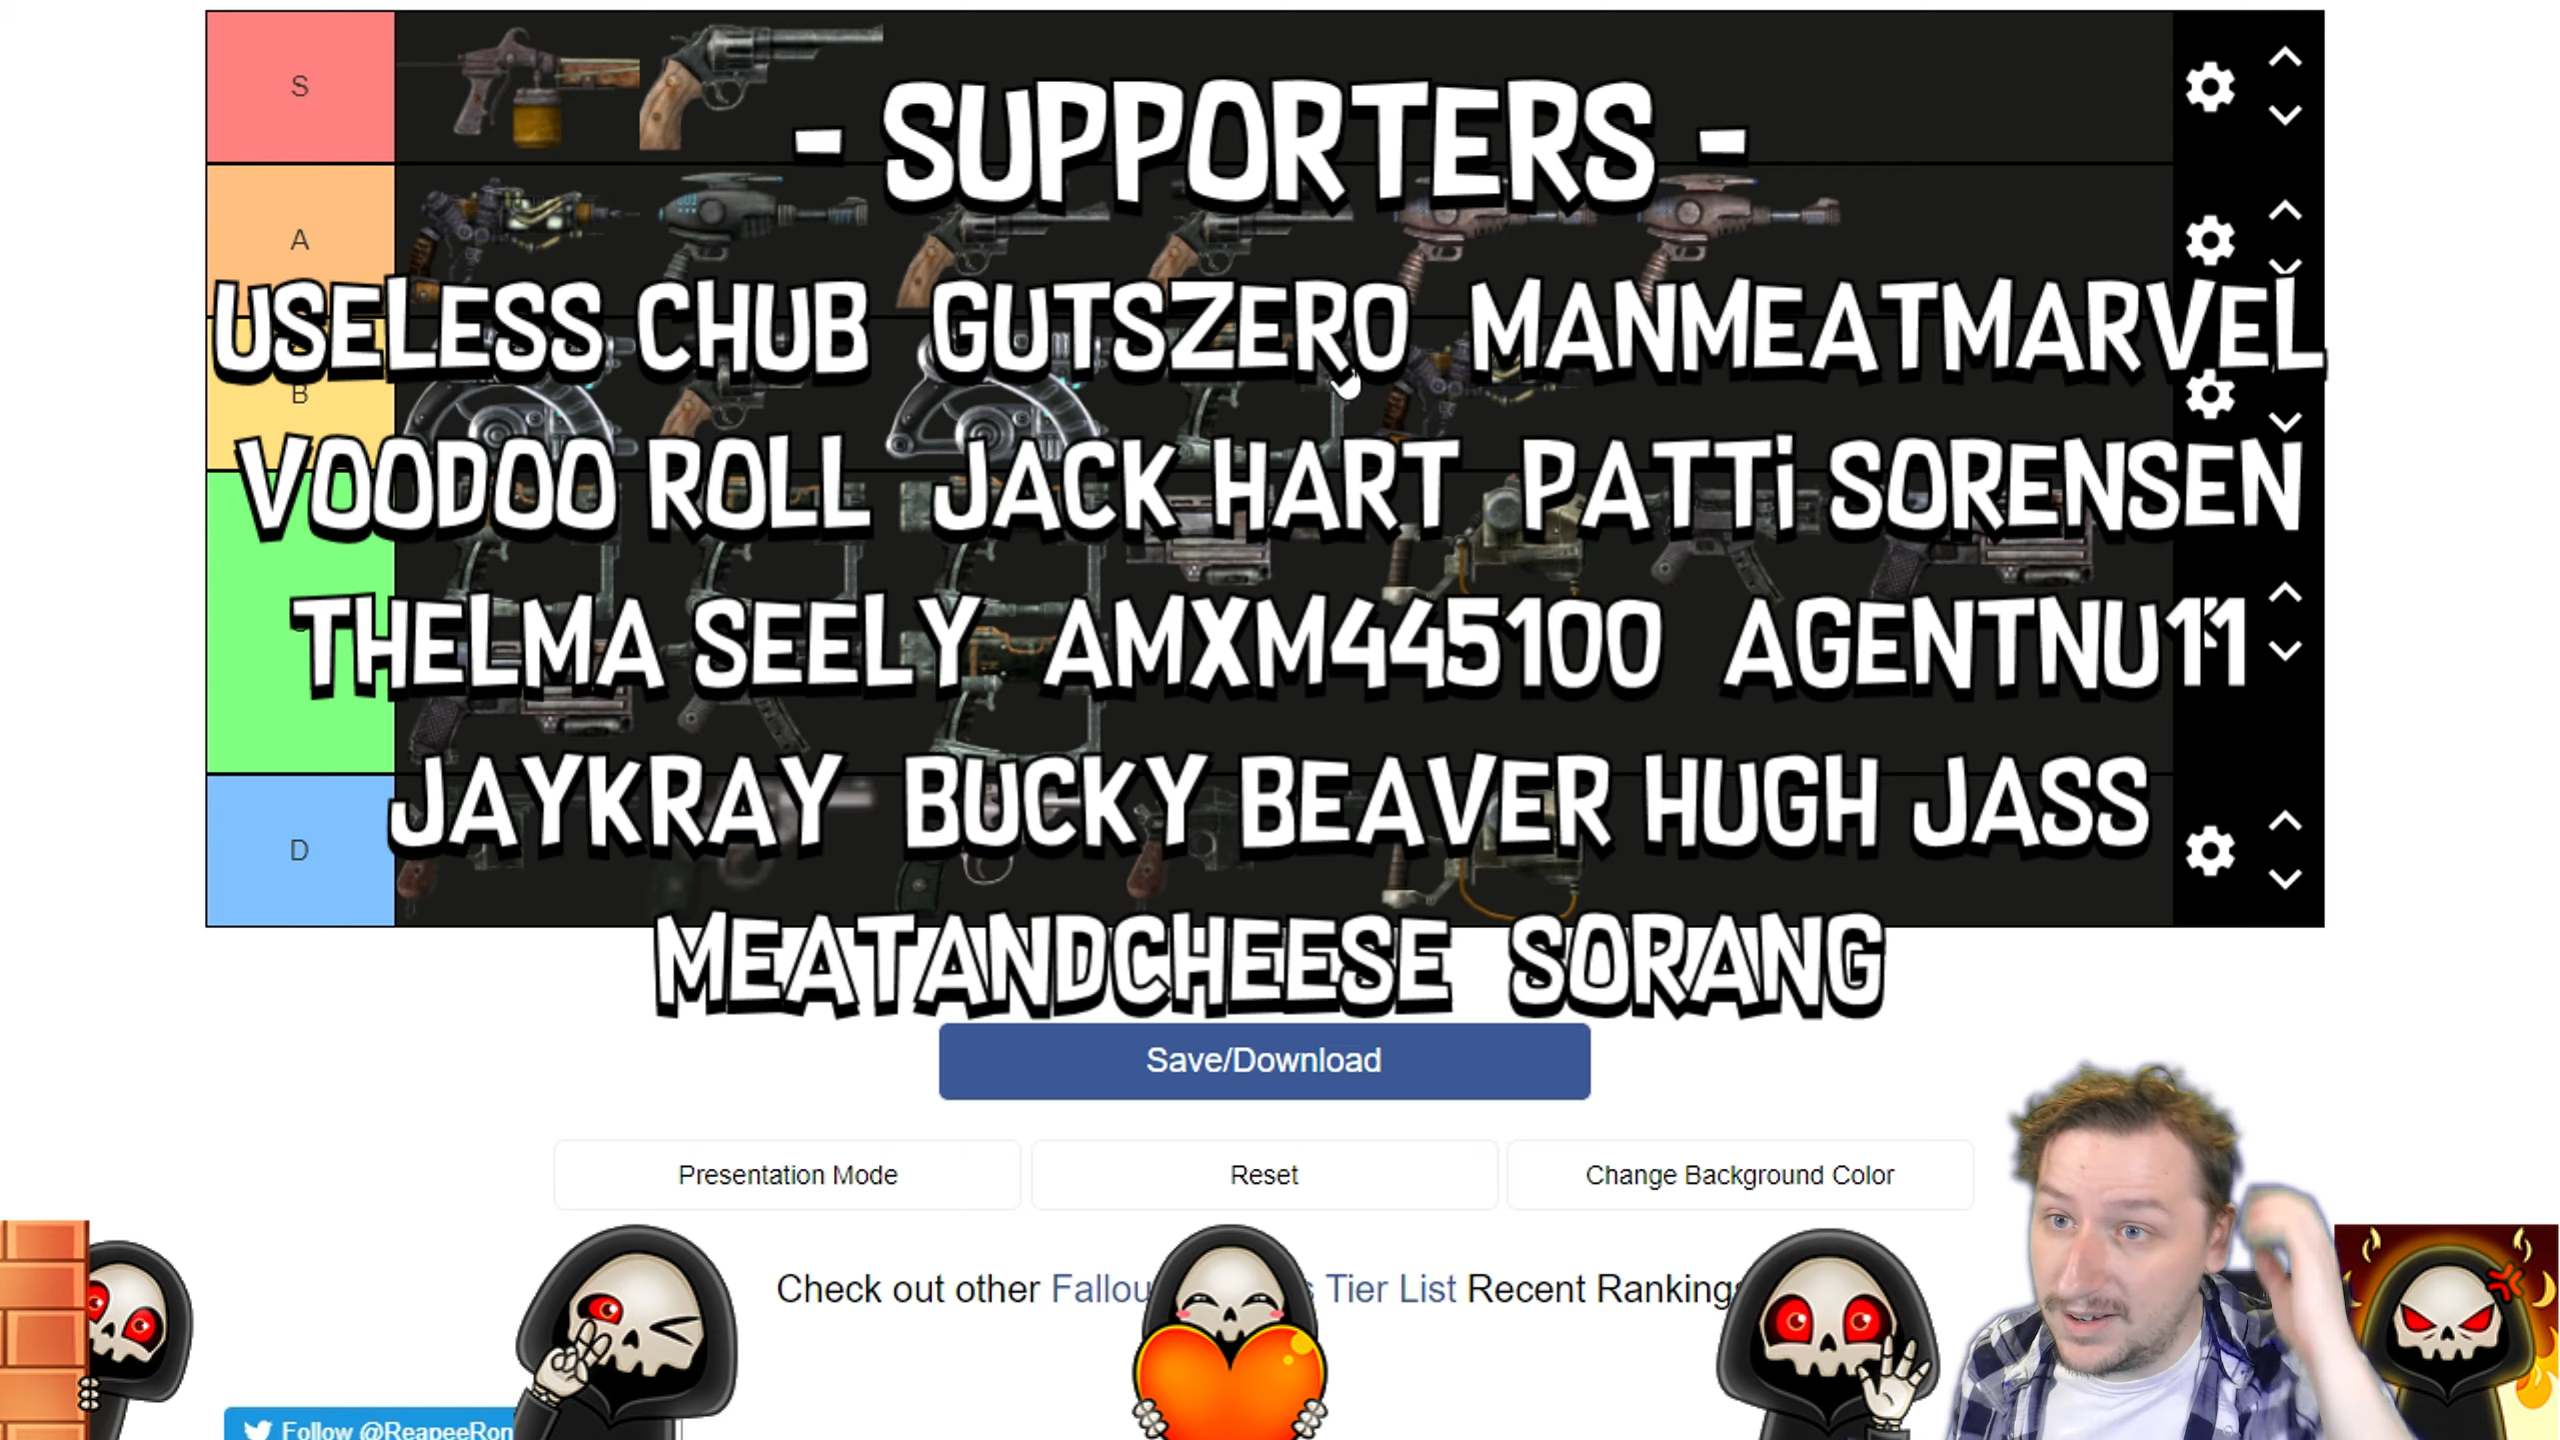 S
- SUPPORTERS -
A
USELESS CHUB GUTSZERO MANMEATMARVEL
B
VOODOO ROLL JACK HART PATTi SORENSEN
THELMA SEELY AMXM445100 AGENTNU11
JAYKRAY BUCKY BEAVER HUGH JASS
D
MEATANDCHEESE SORANG
Save/Download
Presentation Mode
Reset
Change Background Color
Check out other Tier List Recent Rankings
Follow @ReapeeRon